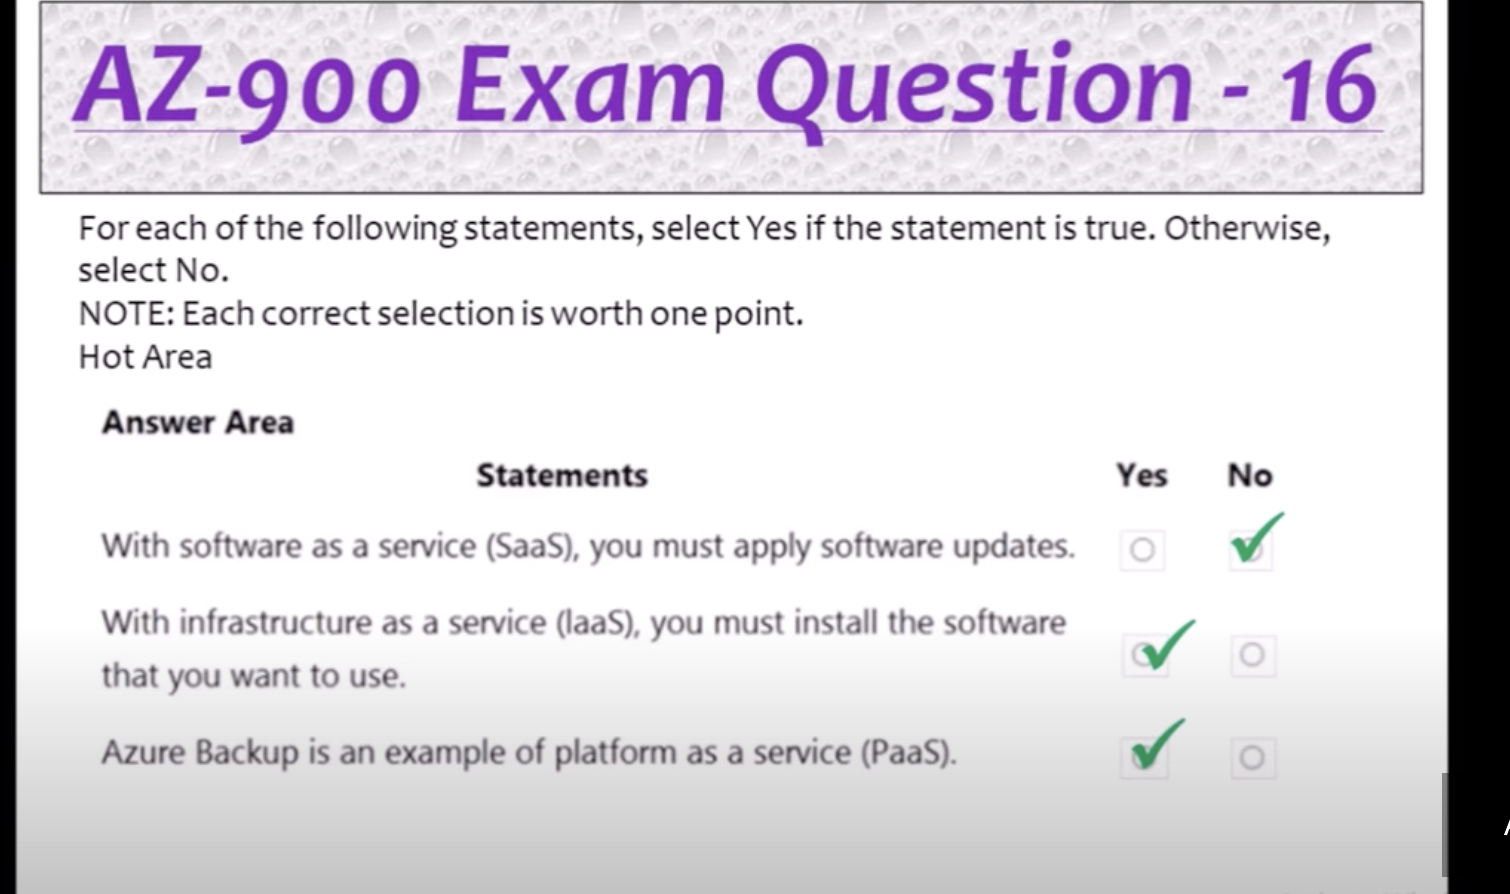 AZ-900 Exam Question - 16
For each of the following statements, select Yes if the statement is true. Otherwise,
select No.
NOTE: Each correct selection is worth one point.
Hot Area
Answer Area
Statements Yes No
With software as a service (SaaS), you must apply software updates.
With infrastructure as a service (IaaS), you must install the software
that you want to use.
Azure Backup is an example of platform as a service (PaaS).